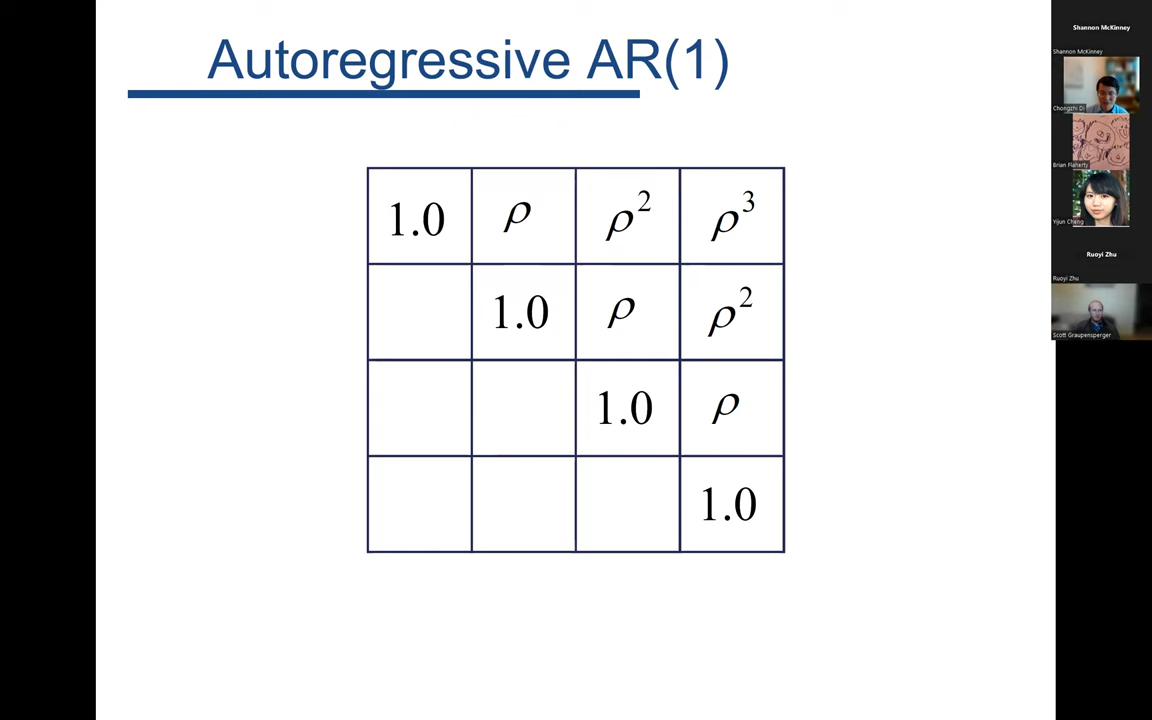 Autoregressive AR(1)
1.0 ρ ρ² ρ³
1.0 ρ ρ²
1.0 ρ
1.0
Shannon McKinney
Shannon McKinney
Chongzhi Di
Brian Flaherty
Yijun Cheng
Ruoyi Zhu
Ruoyi Zhu
Scott Graupensperger